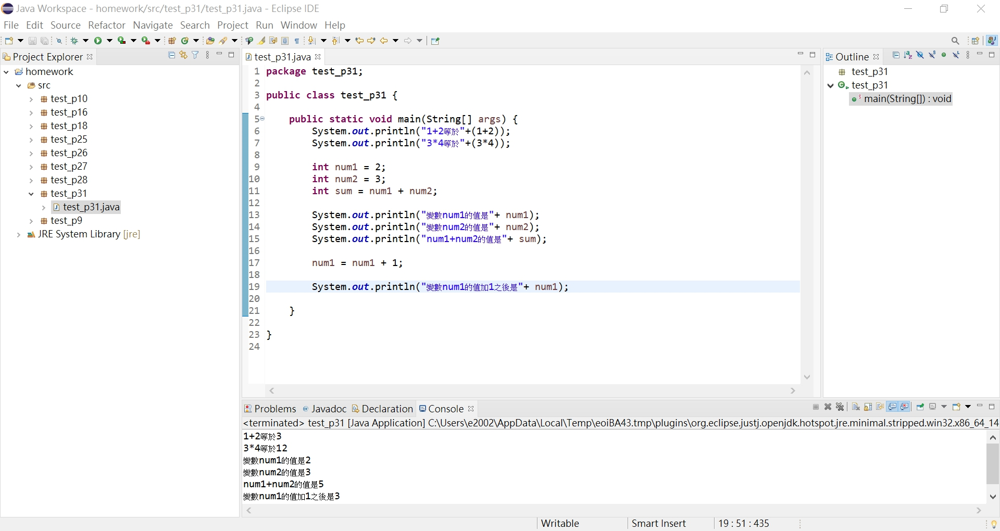 Java Workspace - homework/src/test_p31/test_p31.java - Eclipse IDE
File Edit Source Refactor Navigate Search Project Run Window Help
Project Explorer
homework
src
test_p10
test_p16
test_p18
test_p25
test_p26
test_p27
test_p28
test_p31
test_p31.java
test_p9
JRE System Library [jre]
test_p31.java
1 package test_p31;
2
3 public class test_p31 {
4
5 public static void main(String[] args) {
6 System.out.println("1+2等於"+(1+2));
7 System.out.println("3*4等於"+(3*4));
8
9 int num1 = 2;
10 int num2 = 3;
11 int sum = num1 + num2;
12
13 System.out.println("變數num1的值是"+ num1);
14 System.out.println("變數num2的值是"+ num2);
15 System.out.println("num1+num2的值是"+ sum);
16
17 num1 = num1 + 1;
18
19 System.out.println("變數num1的值加1之後是"+ num1);
20
21 }
22
23 }
24
Outline
test_p31
test_p31
main(String[]) : void
Problems Javadoc Declaration Console
<terminated> test_p31 [Java Application] C:\Users\e2002\AppData\Local\Temp\eoiBA43.tmp\plugins\org.eclipse.justj.openjdk.hotspot.jre.minimal.stripped.win32.x86_64_14
1+2等於3
3*4等於12
變數num1的值是2
變數num2的值是3
num1+num2的值是5
變數num1的值加1之後是3
Writable Smart Insert 19 : 51 : 435